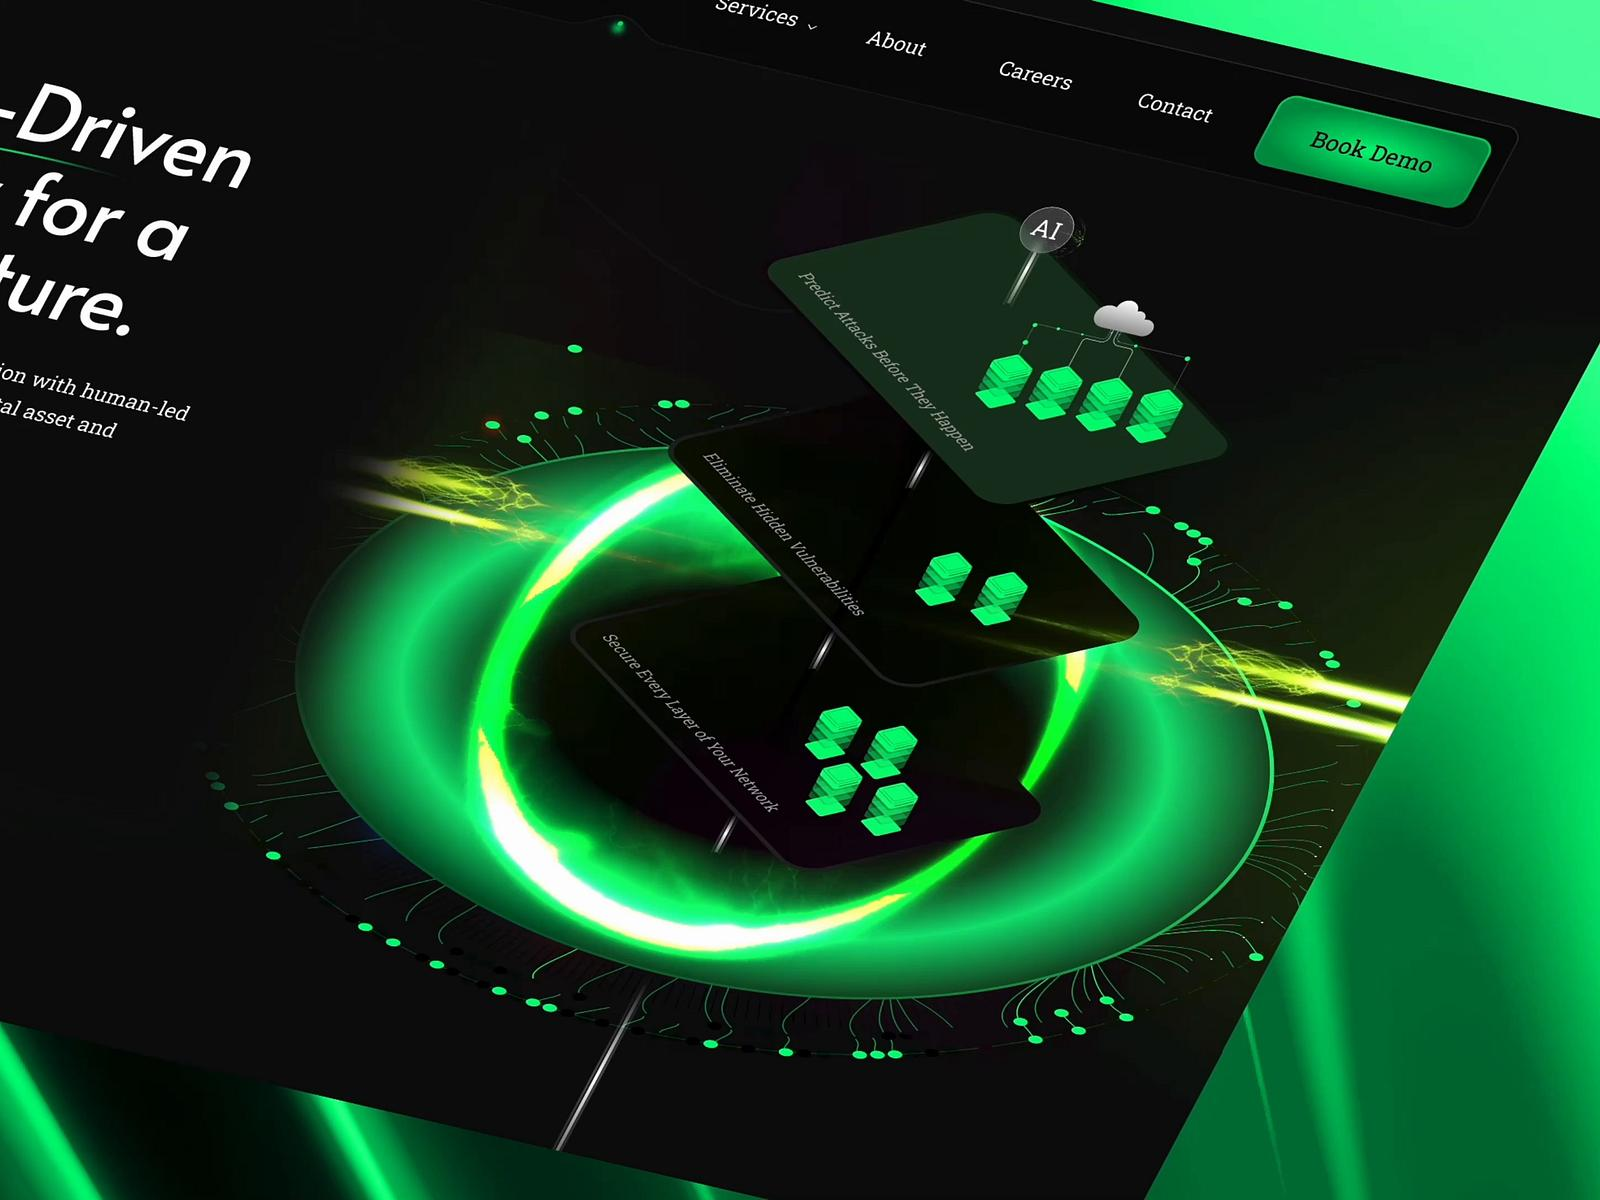 Services
About
Careers
Contact
Book Demo
-Driven
for a
ture.
ion with human-led
tal asset and
AI
Predict Attacks Before They Happen
Eliminate Hidden Vulnerabilities
Secure Every Layer of Your Network